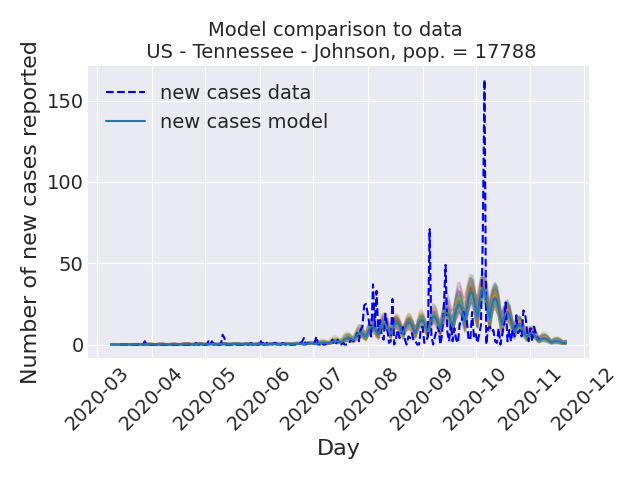 Model comparison to data
US - Tennessee - Johnson, pop. = 17788
Number of new cases reported
150
100
50
0
new cases data
new cases model
2020-03
2020-04
2020-05
2020-06
2020-07
2020-08
2020-09
2020-10
2020-11
2020-12
Day